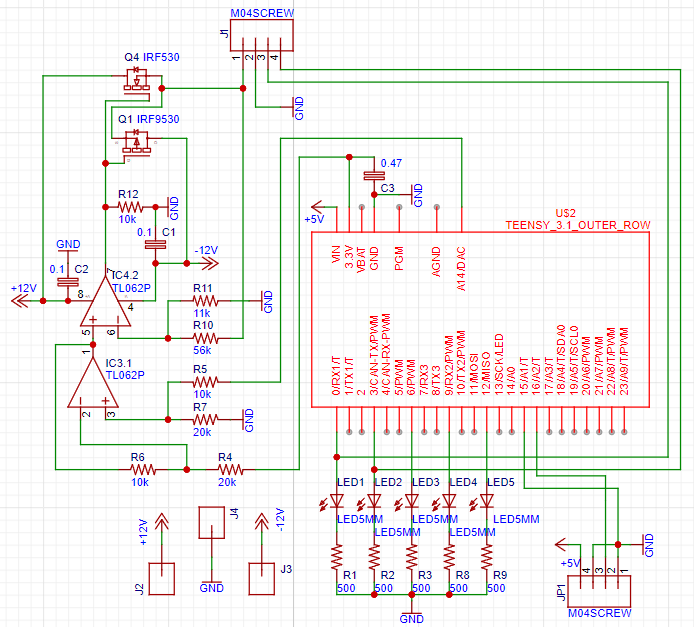 M04SCREW
J1
1
2
3
4
Q4 IRF530
GND
Q1 IRF9530
0.47
C3
GND
R12
10k
GND
+5V
U$2
TEENSY_3.1_OUTER_ROW
0.1
C1
GND
-12V
0.1
C2
+12V
8
7
IC4.2
TL062P
4
5
6
R11
11k
GND
R10
56k
VIN
3.3V
VBAT
GND
PGM
AGND
A14/DAC
1
IC3.1
TL062P
2
3
R5
10k
R7
20k
GND
0/RX1/T
1/TX1/T
2
3/CAN-TX/PWM
4/CAN-RX-PWM
5/PWM
6/PWM
7/RX3
8/TX3
9/RX2/PWM
10/TX2/PWM
11/MOSI
12/MISO
13/SCK/LED
14/A0
15/A1/T
16/A2/T
17/A3/T
18/A4/T/SDA0
19/A5/T/SCL0
20/A6/PWM
21/A7/PWM
22/A8/T/PWM
23/A9/T/PWM
R6
10k
R4
20k
LED1
LED2
LED3
LED4
LED5
LED5MM
LED5MM
LED5MM
LED5MM
LED5MM
+12V
J4
-12V
J2
GND
J3
R1
500
R2
500
R3
500
R8
500
R9
500
GND
+5V
GND
4
3
2
1
JP1
M04SCREW